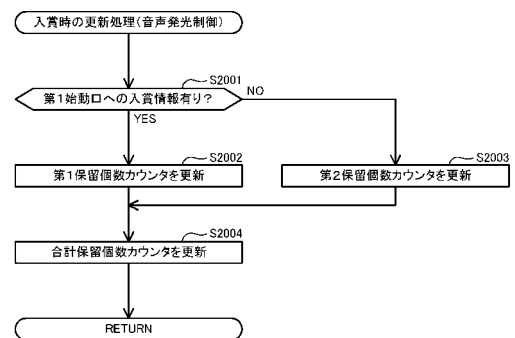 入賞時の更新処理(音声発光制御)
S2001
第1始動口への入賞情報有り?
NO
YES
S2002
第1保留個数カウンタを更新
S2003
第2保留個数カウンタを更新
S2004
合計保留個数カウンタを更新
RETURN